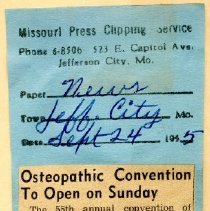 Missouri Press Clipping Service
Phone 6-8506 523 E. Capitol Ave.
Jefferson City, Mo.
Paper News
Town Jeff. City Mo.
Date Sept 24 1955
Osteopathic Convention
To Open on Sunday
The 55th annual convention of